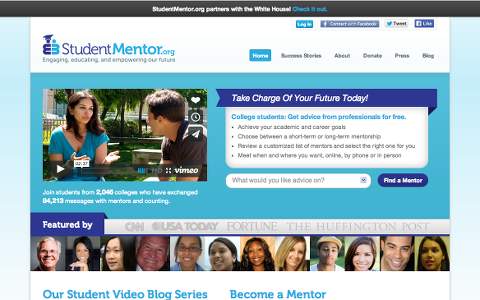 StudentMentor.org partners with the White House! Check it out.
Log In
Connect with Facebook
Tweet
Like
StudentMentor.org
Engaging, educating, and empowering our future
Home
Success Stories
About
Donate
Press
Blog
Take Charge Of Your Future Today!
College students: Get advice from professionals for free.
• Achieve your academic and career goals
• Choose between a short-term or long-term mentorship
• Review a customized list of mentors and select the right one for you
• Meet when and where you want, online, by phone or in person
02:37
HD
vimeo
Join students from 2,046 colleges who have exchanged
84,213 messages with mentors and counting.
What would you like advice on?
Find a Mentor
Featured by
CNN
USA TODAY
FORTUNE
THE HUFFINGTON POST
Our Student Video Blog Series
Become a Mentor